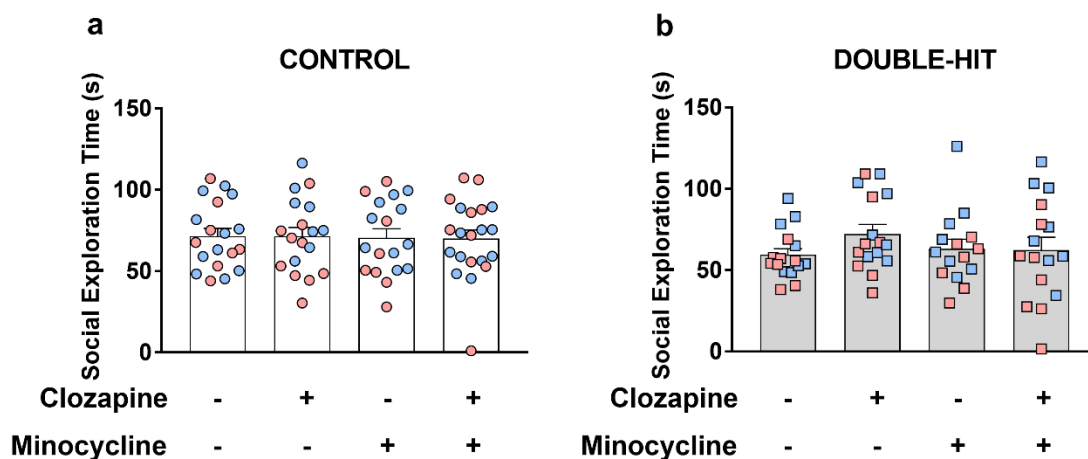 a
CONTROL
Social Exploration Time (s)
150
100
50
0
Clozapine - + - +
Minocycline - - + +
b
DOUBLE-HIT
Social Exploration Time (s)
150
100
50
0
Clozapine - + - +
Minocycline - - + +